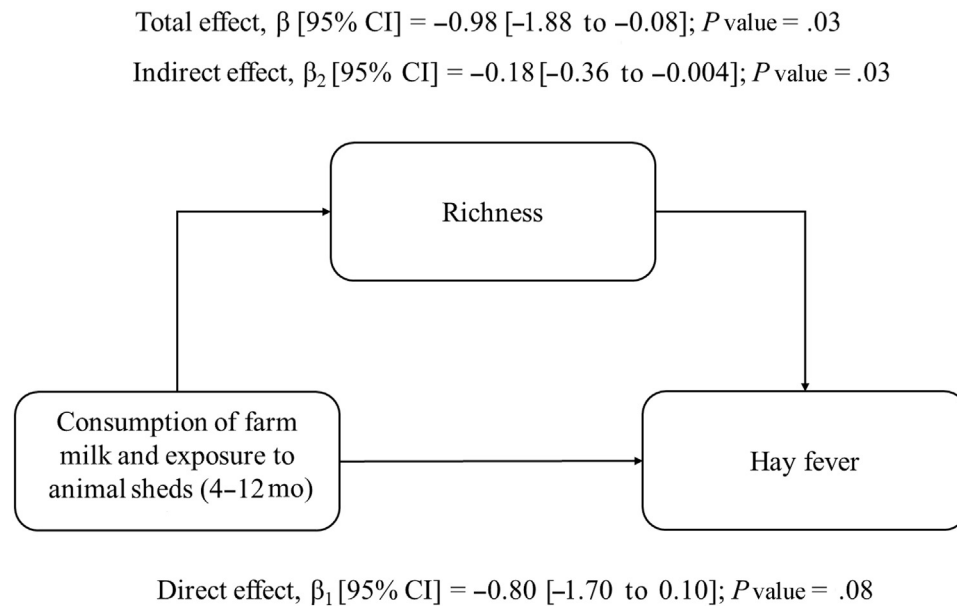 Total effect, β [95% CI] = −0.98 [−1.88 to −0.08]; P value = .03
Indirect effect, β₂ [95% CI] = −0.18 [−0.36 to −0.004]; P value = .03
Richness
Consumption of farm
milk and exposure to
animal sheds (4–12 mo)
Hay fever
Direct effect, β₁ [95% CI] = −0.80 [−1.70 to 0.10]; P value = .08